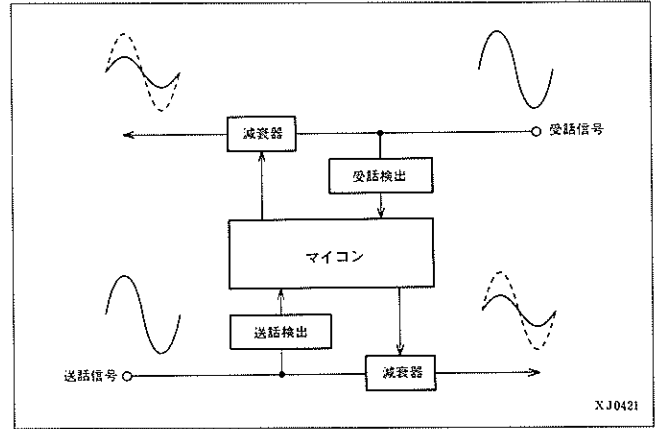 減衰器
受話信号
受話検出
マイコン
送話検出
送話信号
減衰器
XJ0421